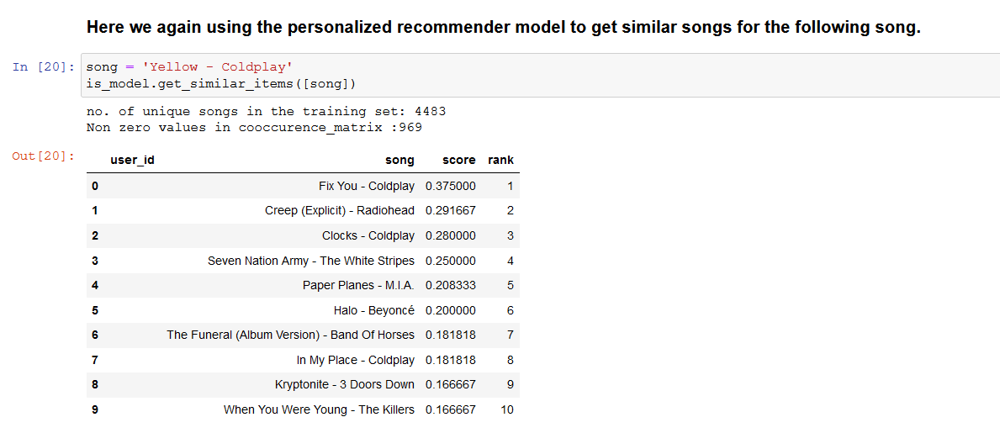 Here we again using the personalized recommender model to get similar songs for the following song.
In [20]: song = 'Yellow - Coldplay'
is_model.get_similar_items([song])
no. of unique songs in the training set: 4483
Non zero values in cooccurence_matrix :969
Out[20]: user_id song score rank
0 Fix You - Coldplay 0.375000 1
1 Creep (Explicit) - Radiohead 0.291667 2
2 Clocks - Coldplay 0.280000 3
3 Seven Nation Army - The White Stripes 0.250000 4
4 Paper Planes - M.I.A. 0.208333 5
5 Halo - Beyoncé 0.200000 6
6 The Funeral (Album Version) - Band Of Horses 0.181818 7
7 In My Place - Coldplay 0.181818 8
8 Kryptonite - 3 Doors Down 0.166667 9
9 When You Were Young - The Killers 0.166667 10